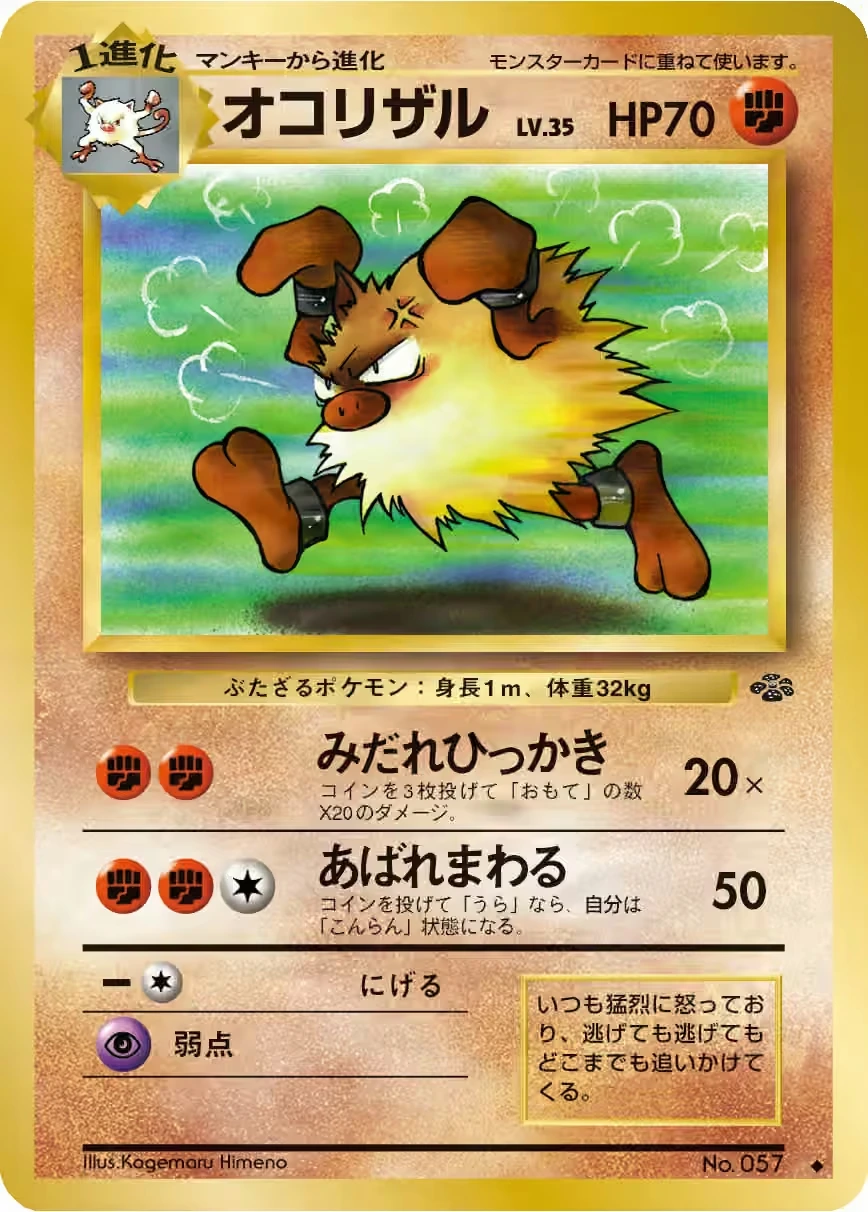 1進化
マンキーから進化
モンスターカードに重ねて使います。
オコリザル LV.35 HP70
ぶたざるポケモン：身長1m、体重32kg
みだれひっかき 20×
コインを3枚投げて「おもて」の数
X20のダメージ。
あばれまわる 50
コインを投げて「うら」なら、自分は
「こんらん」状態になる。
ー にげる
弱点
いつも猛烈に怒ってお
り、逃げても逃げても
どこまでも追いかけて
くる。
Illus.Kagemaru Himeno
No.057